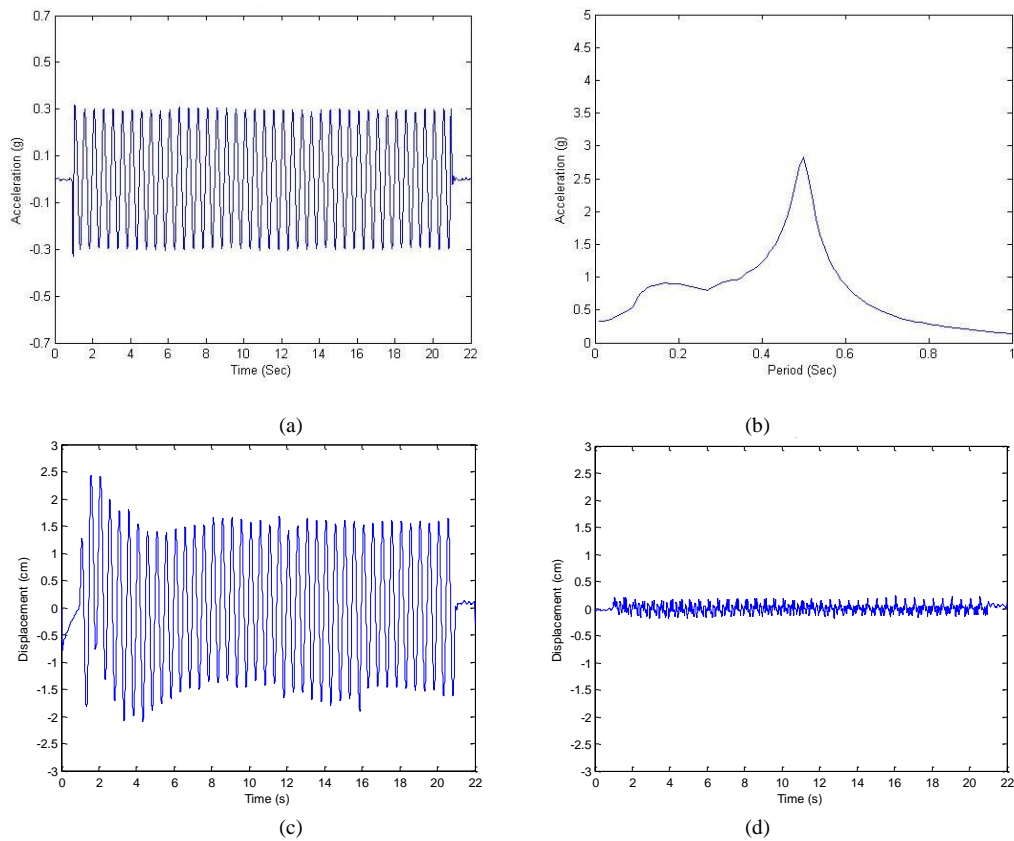 0.7
0.5
0.3
0.1
-0.1
-0.3
-0.5
-0.7
Acceleration (g)
0 2 4 6 8 10 12 14 16 18 20 22
Time (Sec)
5
4.5
4
3.5
3
2.5
2
1.5
1
0.5
0
Acceleration (g)
0 0.2 0.4 0.6 0.8 1
Period (Sec)
(a)
(b)
3
2.5
2
1.5
1
0.5
0
-0.5
-1
-1.5
-2
-2.5
-3
Displacement (cm)
0 2 4 6 8 10 12 14 16 18 20 22
Time (s)
3
2.5
2
1.5
1
0.5
0
-0.5
-1
-1.5
-2
-2.5
-3
Displacement (cm)
0 2 4 6 8 10 12 14 16 18 20 22
Time (s)
(c)
(d)